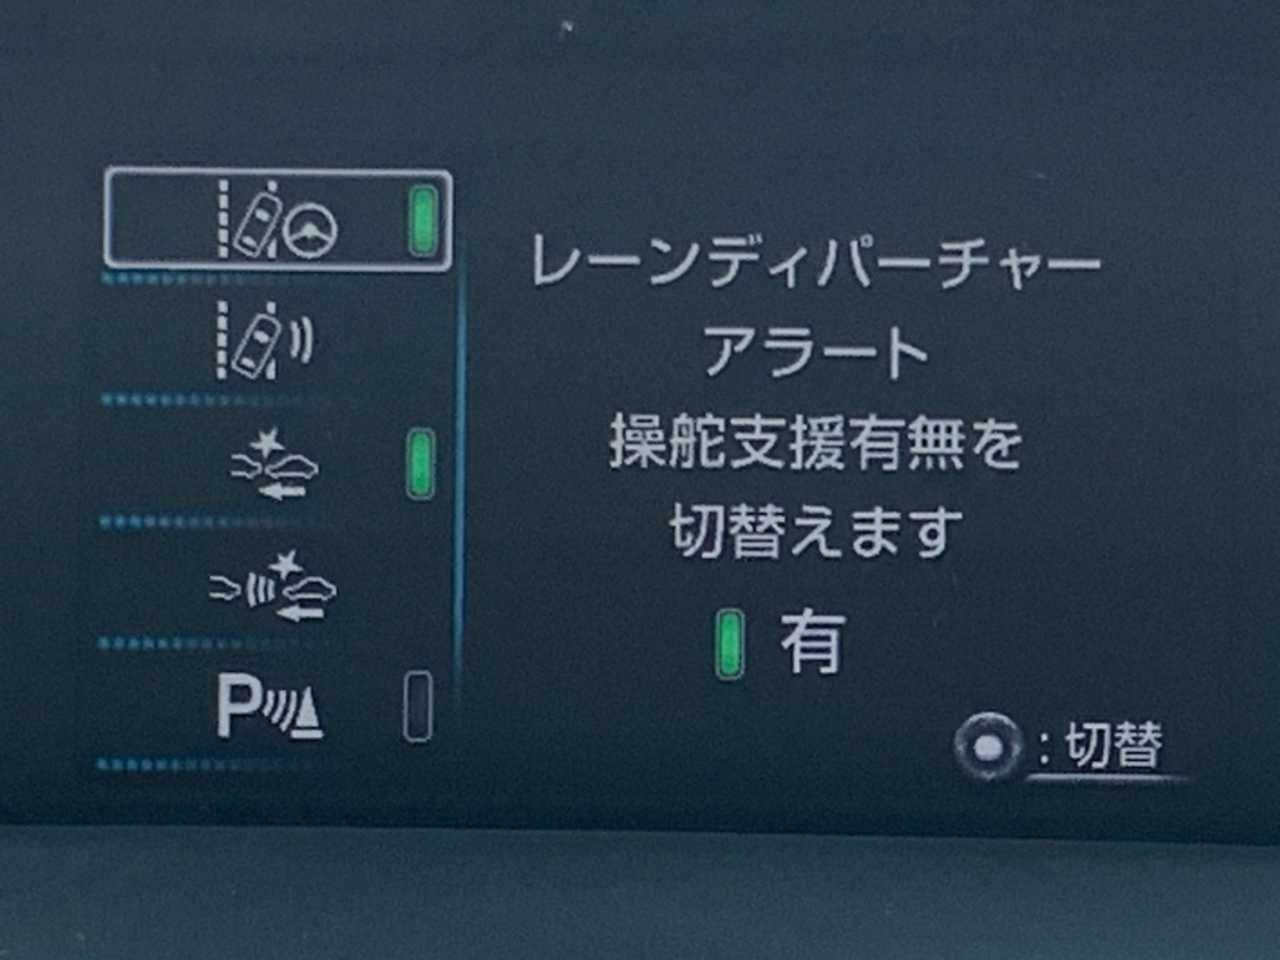 レーンディパーチャー
アラート
操舵支援有無を
切替えます
有
P
:切替